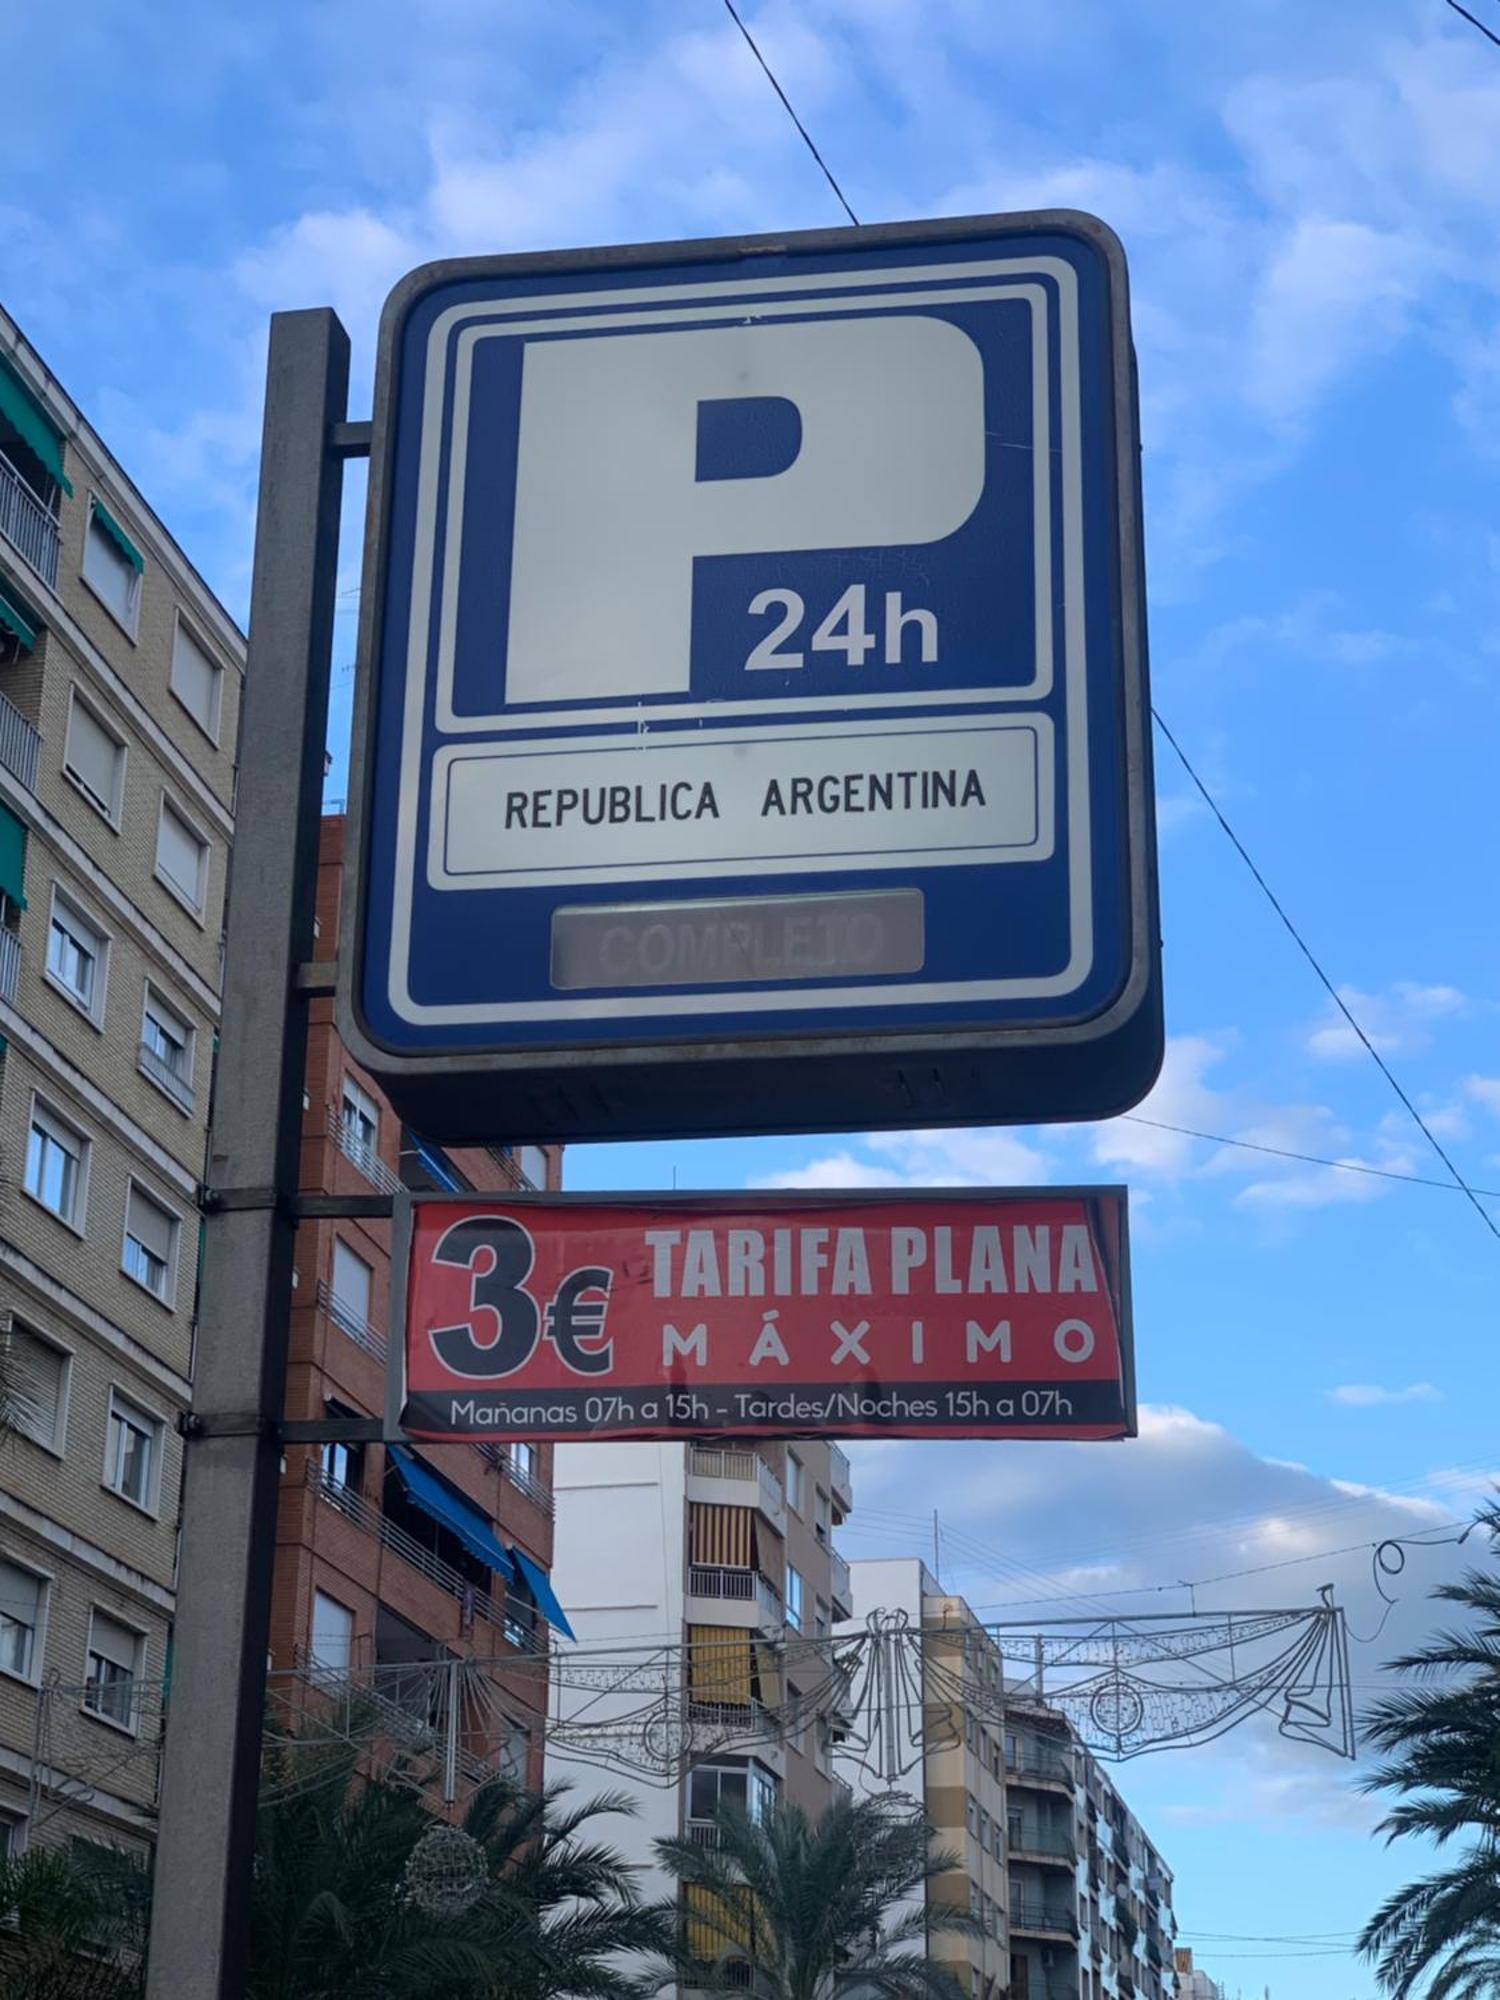 P
24h
REPUBLICA ARGENTINA
COMPLETO
3€ TARIFA PLANA
MÁXIMO
Mañanas 07h a 15h - Tardes/Noches 15h a 07h